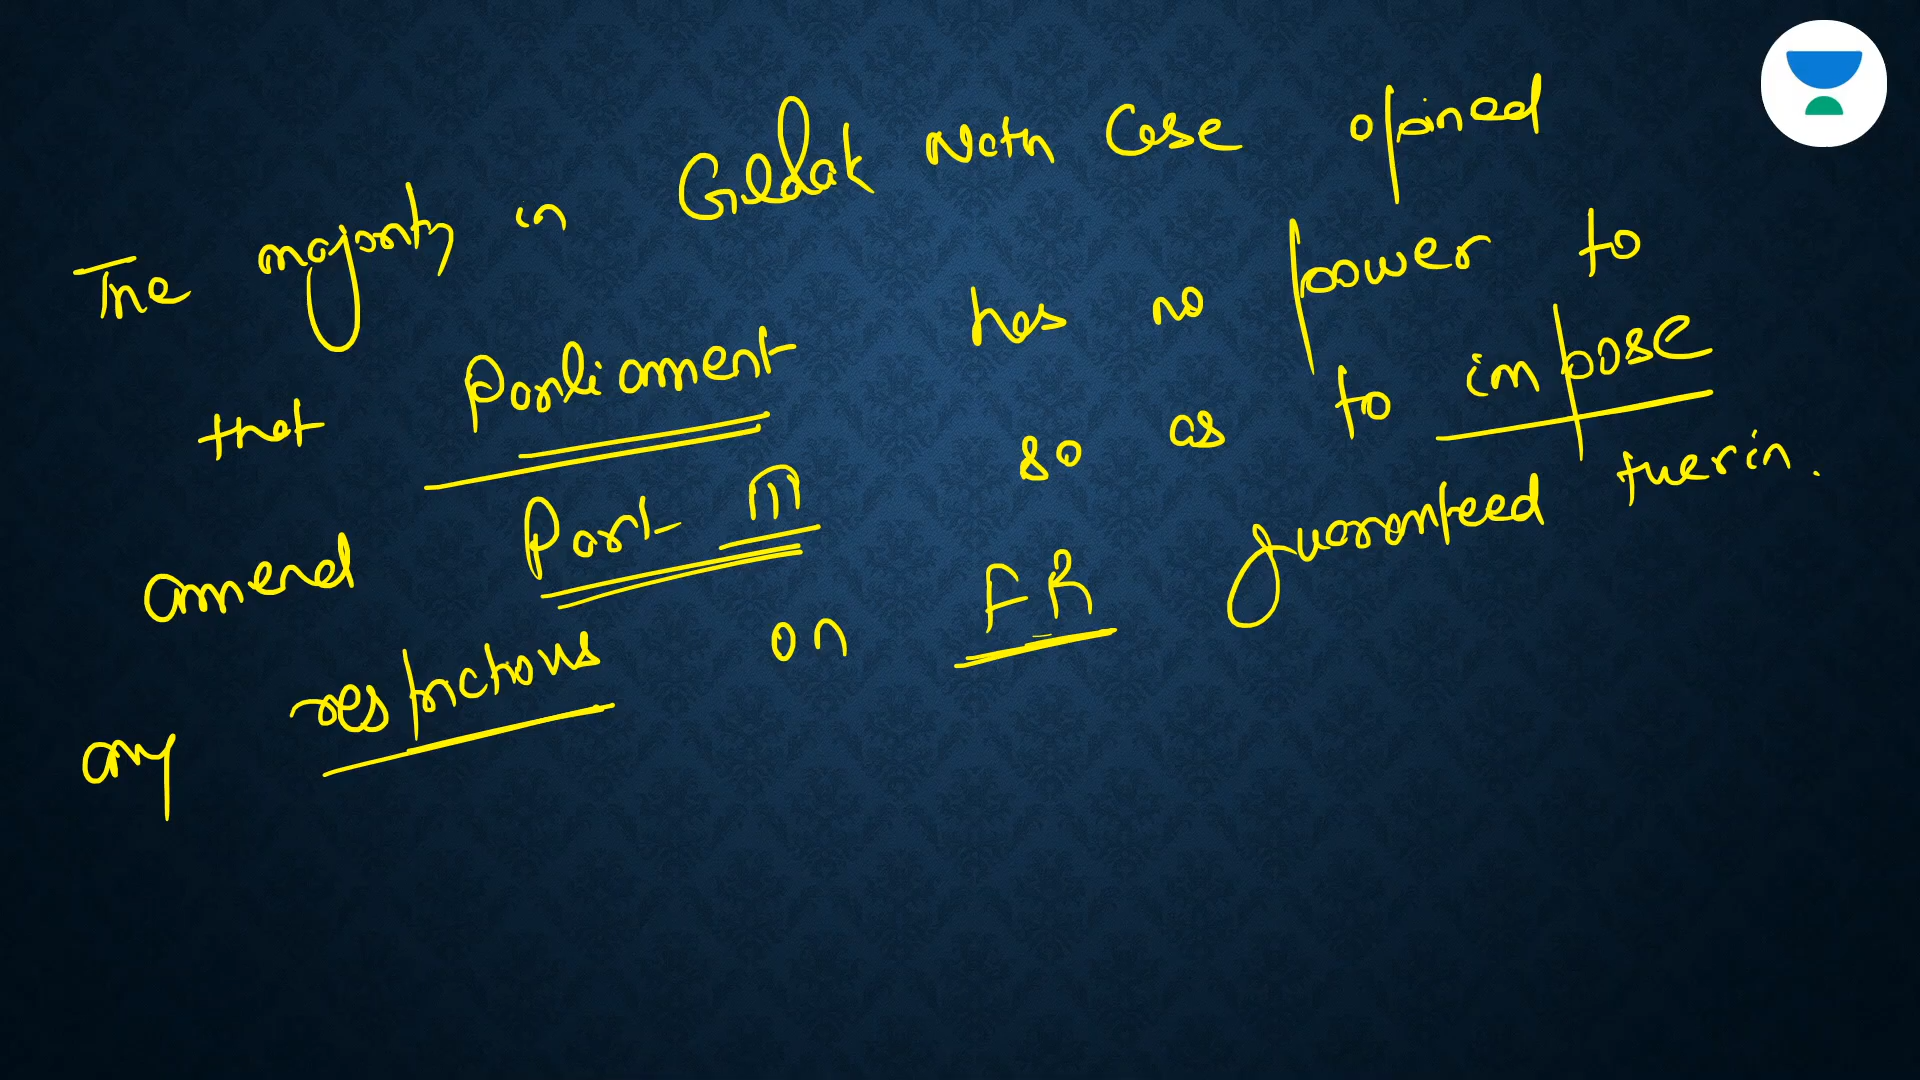 The majority in Goldak Nath Case opined
that Parliament has no power to
amend Part-III so as to impose
any restrictions on FR guaranteed therein.